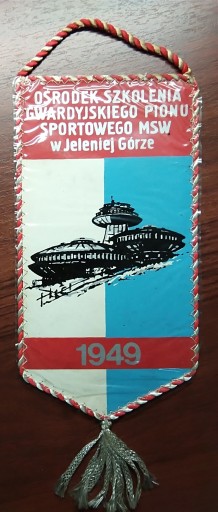 OŚRODEK SZKOLENIA
GWARDYJSKIEGO PIONU
SPORTOWEGO MSW
w Jeleniej Górze
1949